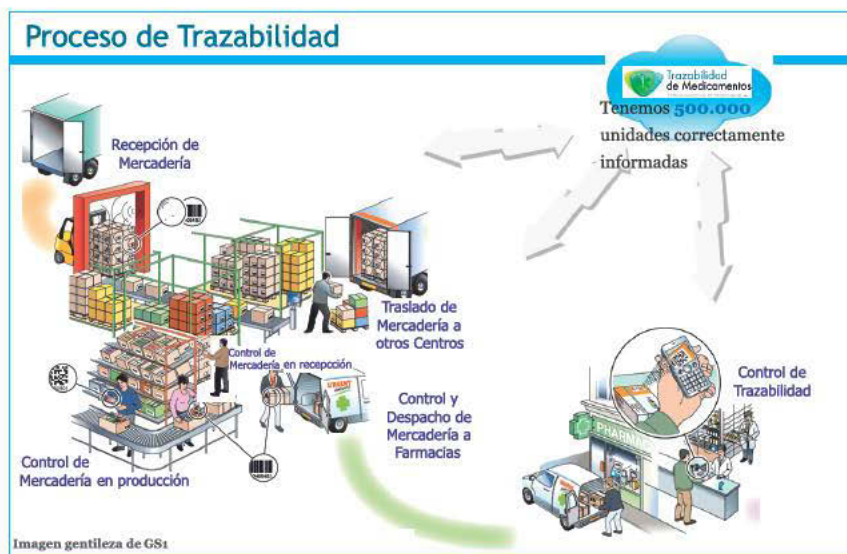 Proceso de Trazabilidad
Trazabilidad
de Medicamentos
Tenemos 500.000
unidades correctamente
informadas
Recepción de
Mercadería
Traslado de
Mercadería a
otros Centros
Control de
Mercadería en recepcción
Control y
Despacho de
Mercadería a
Farmacias
URGENT
Control de
Mercadería en producción
Control de
Trazabilidad
PHARMAC
Imagen gentileza de GS1